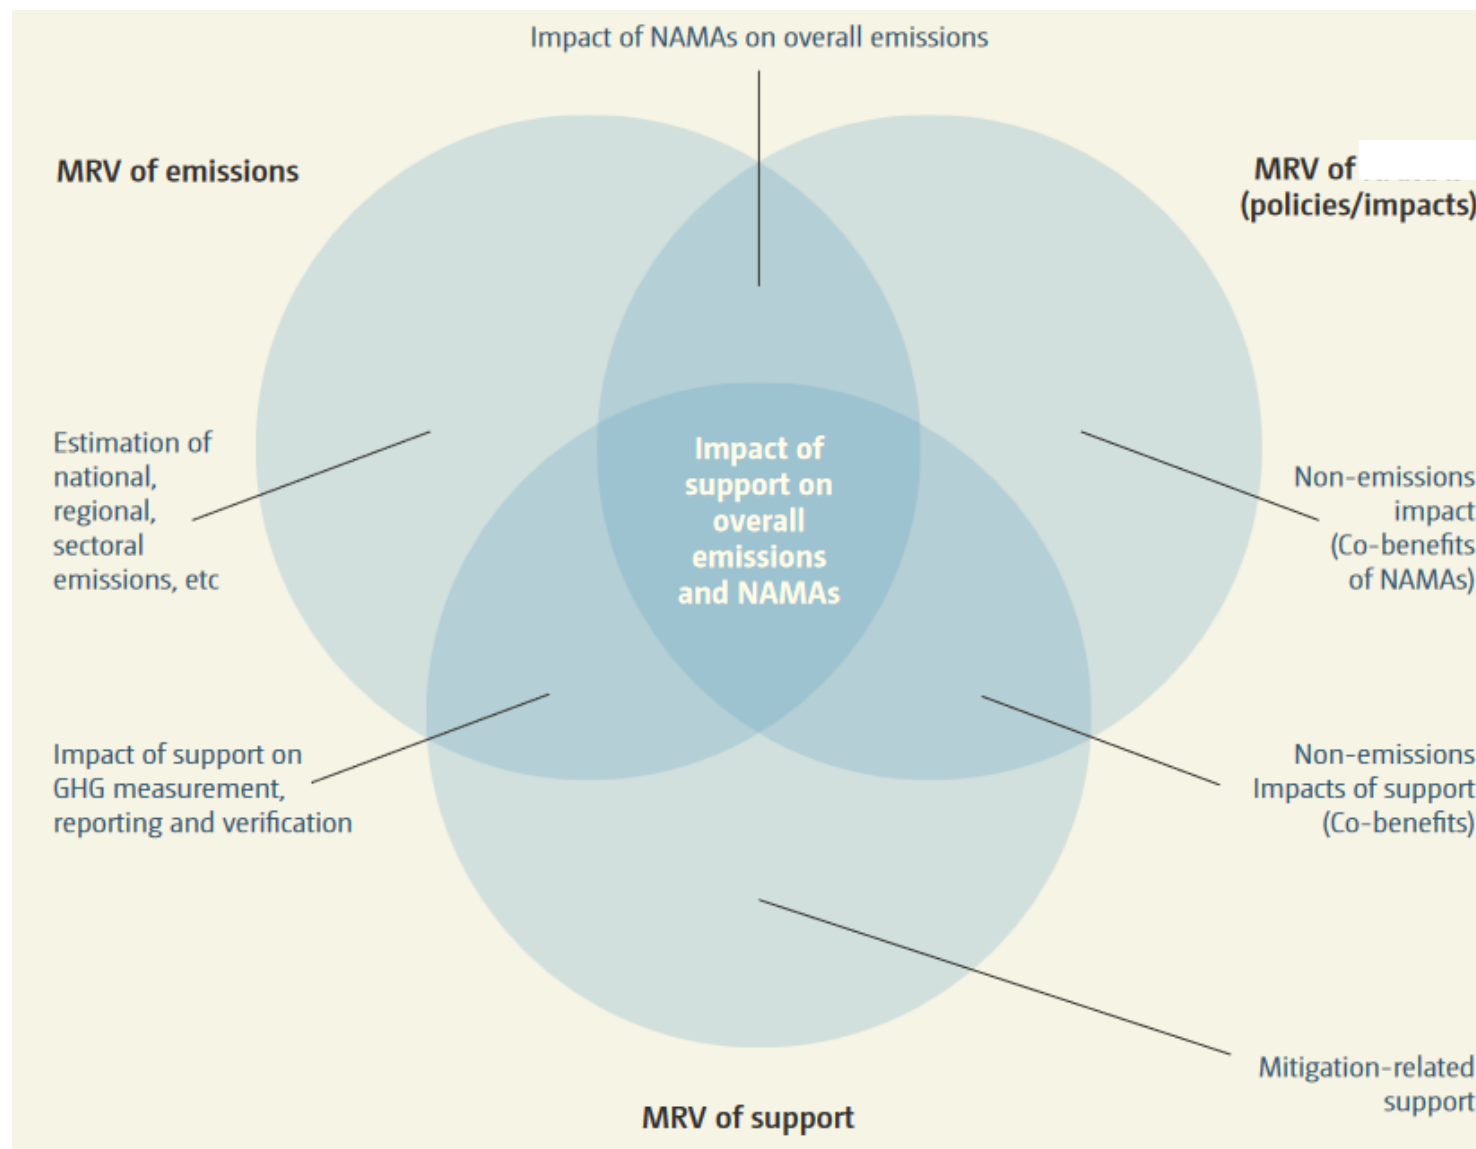 Impact of NAMAs on overall emissions
MRV of emissions
MRV of
(policies/impacts)
Estimation of
national,
regional,
sectoral
emissions, etc
Impact of
support on
overall
emissions
and NAMAs
Non-emissions
impact
(Co-benefits
of NAMAs)
Impact of support on
GHG measurement,
reporting and verification
Non-emissions
Impacts of support
(Co-benefits)
Mitigation-related
support
MRV of support